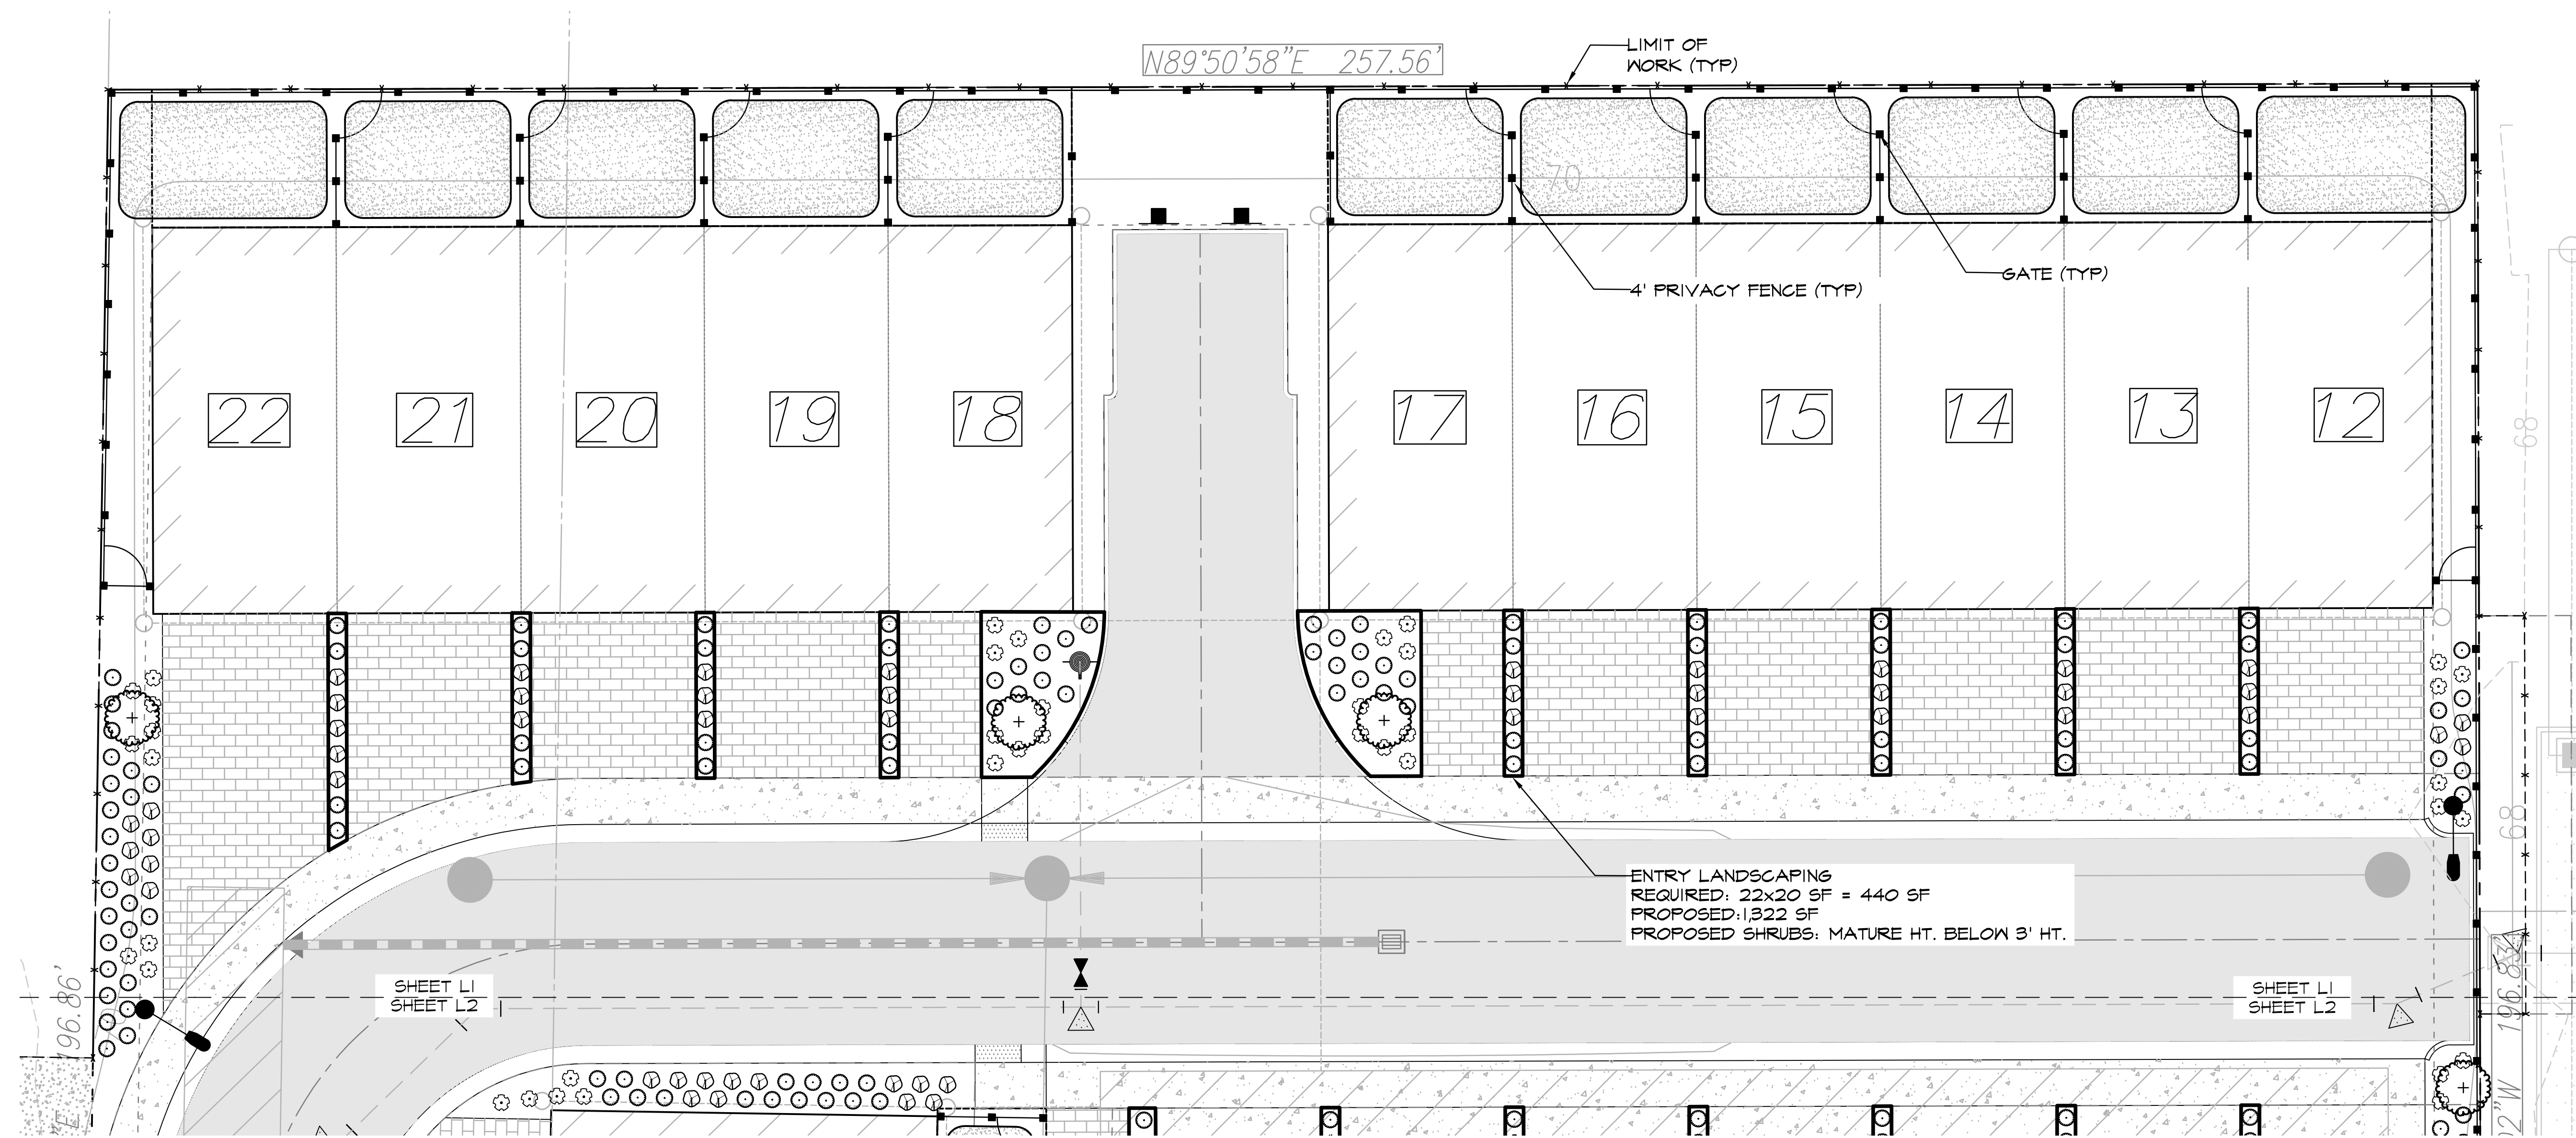 N89°50'58"E 257.56'
LIMIT OF
WORK (TYP)
70
GATE (TYP)
4' PRIVACY FENCE (TYP)
22 21 20 19 18 17 16 15 14 13 12
68
68
ENTRY LANDSCAPING
REQUIRED: 22x20 SF = 440 SF
PROPOSED:1,322 SF
PROPOSED SHRUBS: MATURE HT. BELOW 3' HT.
SHEET L1
SHEET L2
SHEET L1
SHEET L2
196.86'
196.83'
"E
22"W